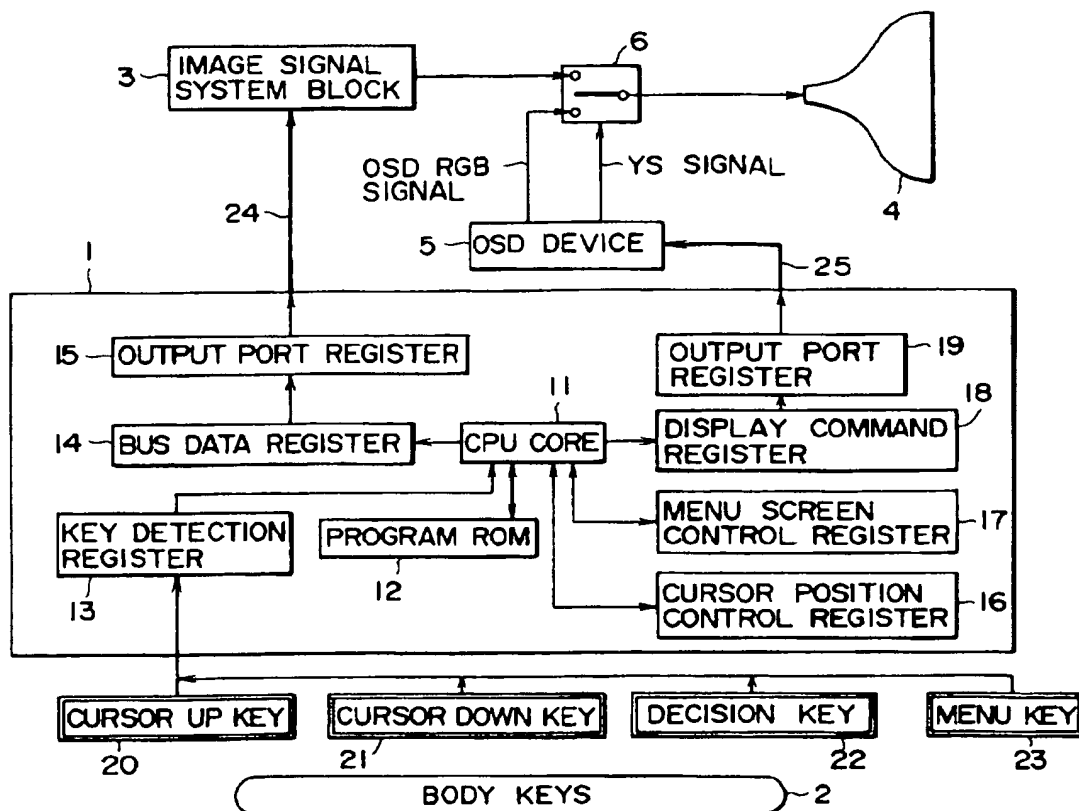 3
IMAGE SIGNAL
SYSTEM BLOCK
6
OSD RGB
SIGNAL
YS SIGNAL
4
24
5
OSD DEVICE
25
1
15
OUTPUT PORT REGISTER
OUTPUT PORT
REGISTER
19
11
18
14
BUS DATA REGISTER
CPU CORE
DISPLAY COMMAND
REGISTER
KEY DETECTION
REGISTER
PROGRAM ROM
MENU SCREEN
CONTROL REGISTER
17
13
12
CURSOR POSITION
CONTROL REGISTER
16
CURSOR UP KEY
CURSOR DOWN KEY
DECISION KEY
MENU KEY
20
21
22
23
BODY KEYS
2